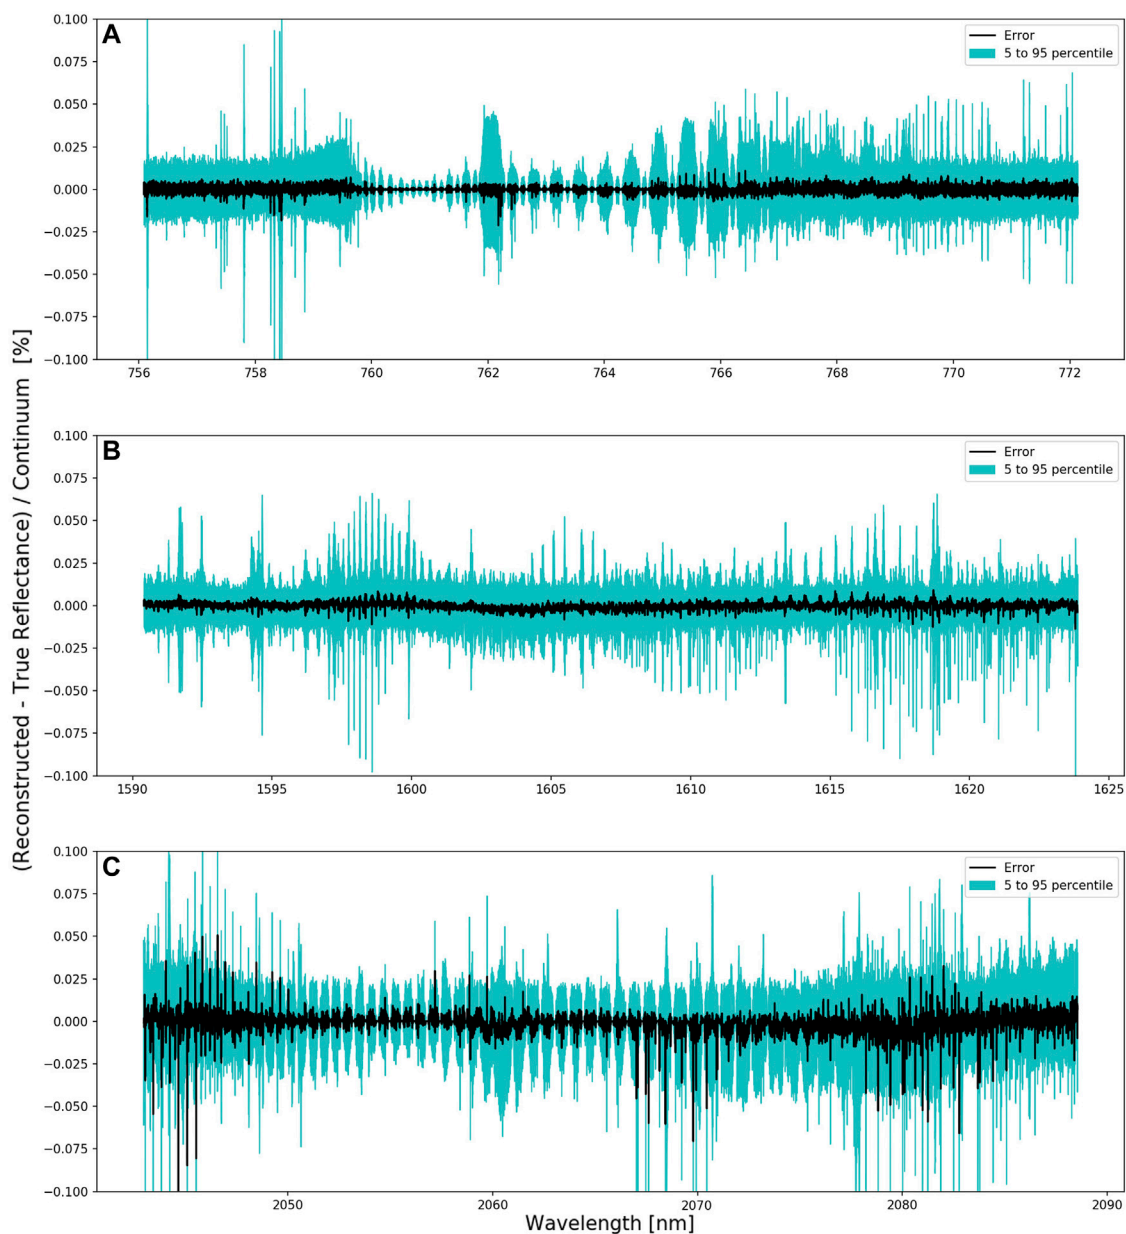 (Reconstructed - True Reflectance) / Continuum [%]
A
Error
5 to 95 percentile
0.100
0.075
0.050
0.025
0.000
−0.025
−0.050
−0.075
−0.100
756 758 760 762 764 766 768 770 772
B
Error
5 to 95 percentile
0.100
0.075
0.050
0.025
0.000
−0.025
−0.050
−0.075
−0.100
1590 1595 1600 1605 1610 1615 1620 1625
C
Error
5 to 95 percentile
0.100
0.075
0.050
0.025
0.000
−0.025
−0.050
−0.075
−0.100
2050 2060 2070 2080 2090
Wavelength [nm]